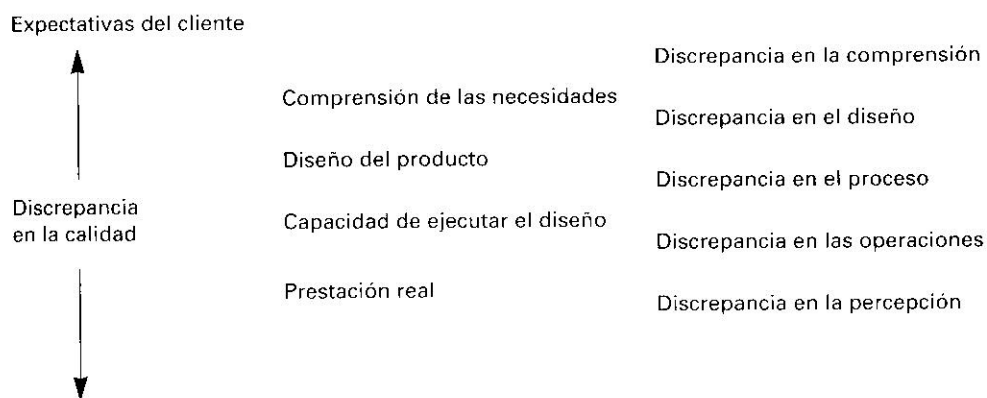 Expectativas del cliente
Discrepancia en la comprensión
Comprensión de las necesidades
Discrepancia en el diseño
Diseño del producto
Discrepancia en el proceso
Discrepancia
en la calidad
Capacidad de ejecutar el diseño
Discrepancia en las operaciones
Prestación real
Discrepancia en la percepción